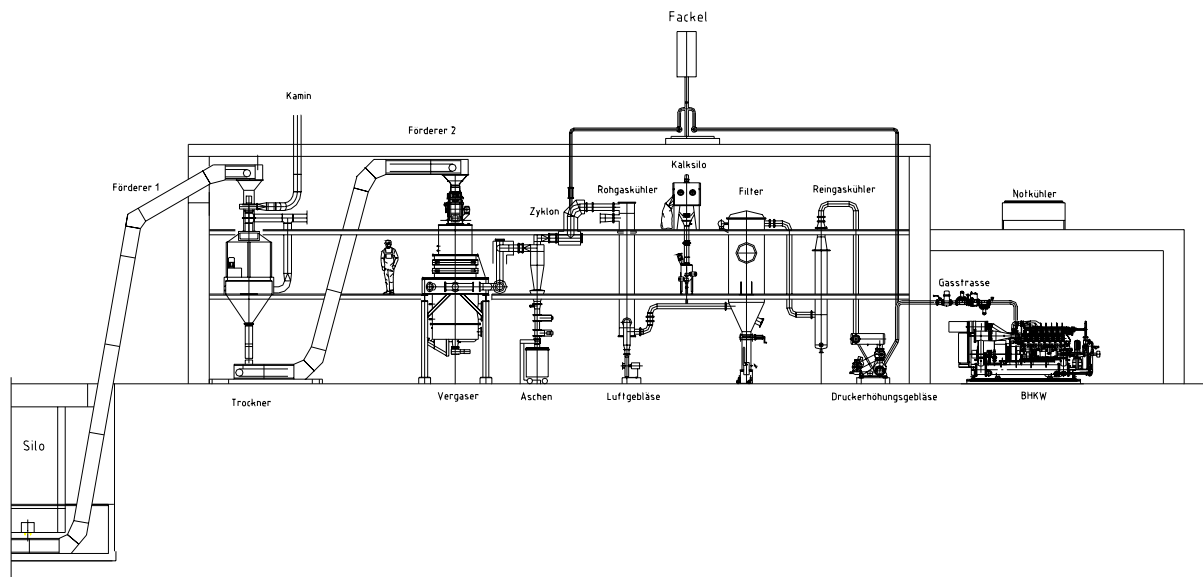 Fackel
Kamin
Förderer 2
Förderer 1
Kalksilo
Zyklon
Rohgaskühler
Filter
Reingaskühler
Notkühler
Gasstrasse
Silo
Trockner
Vergaser
Aschen
Luftgebläse
Druckerhöhungsgebläse
BHKW